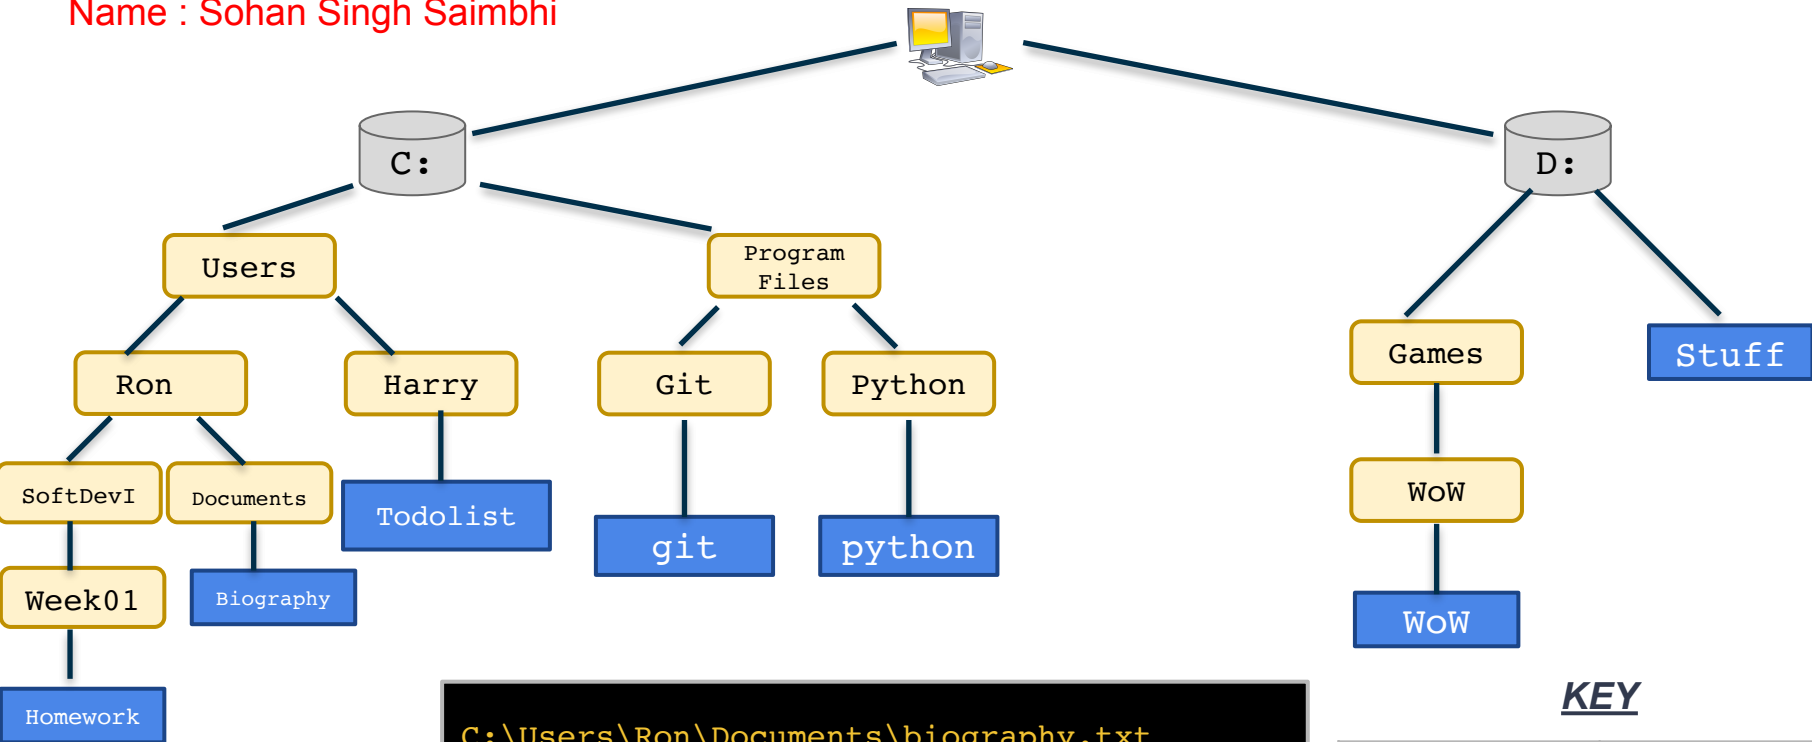 Name : Sohan Singh Saimbhi
C:
D:
Users
Program
Files
Games
Stuff
Ron
Harry
Git
Python
SoftDevI
Documents
Todolist
WoW
git
python
Week01
Biography
WoW
Homework
KEY
C:\Users\Ron\Documents\biography.txt